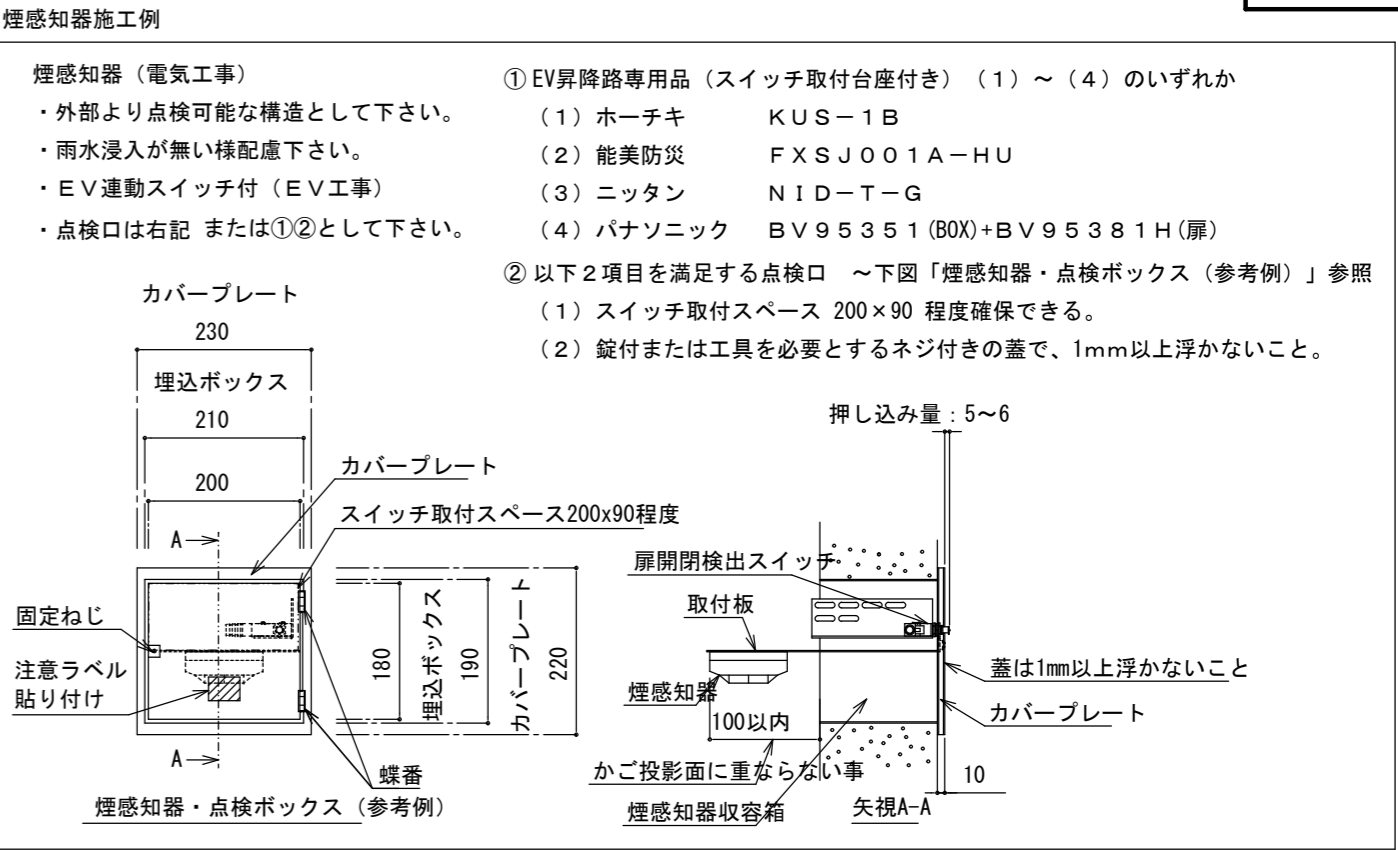 煙感知器施工例
煙感知器（電気工事）
・外部より点検可能な構造として下さい。
・雨水浸入が無い様配慮下さい。
・ＥＶ連動スイッチ付（ＥＶ工事）
・点検口は右記 または①②として下さい。
① EV昇降路専用品（スイッチ取付台座付き）（１）～（４）のいずれか
（１）ホーチキ　ＫＵＳ－１Ｂ
（２）能美防災　ＦＸＳＪ００１Ａ－ＨＵ
（３）ニッタン　ＮＩＤ－Ｔ－Ｇ
（４）パナソニック　ＢＶ９５３５１(BOX)+ＢＶ９５３８１Ｈ(扉)
② 以下２項目を満足する点検口　～下図「煙感知器・点検ボックス（参考例）」参照
（１）スイッチ取付スペース 200×90 程度確保できる。
（２）錠付または工具を必要とするネジ付きの蓋で、1mm以上浮かないこと。
カバープレート
230
埋込ボックス
210
200
カバープレート
スイッチ取付スペース200x90程度
A
固定ねじ
注意ラベル
貼り付け
A
180
埋込ボックス
190
カバープレート
220
蝶番
煙感知器・点検ボックス（参考例）
押し込み量：5～6
扉開閉検出スイッチ
取付板
煙感知器
100以内
蓋は1mm以上浮かないこと
カバープレート
かご投影面に重ならない事
10
煙感知器収容箱
矢視A-A